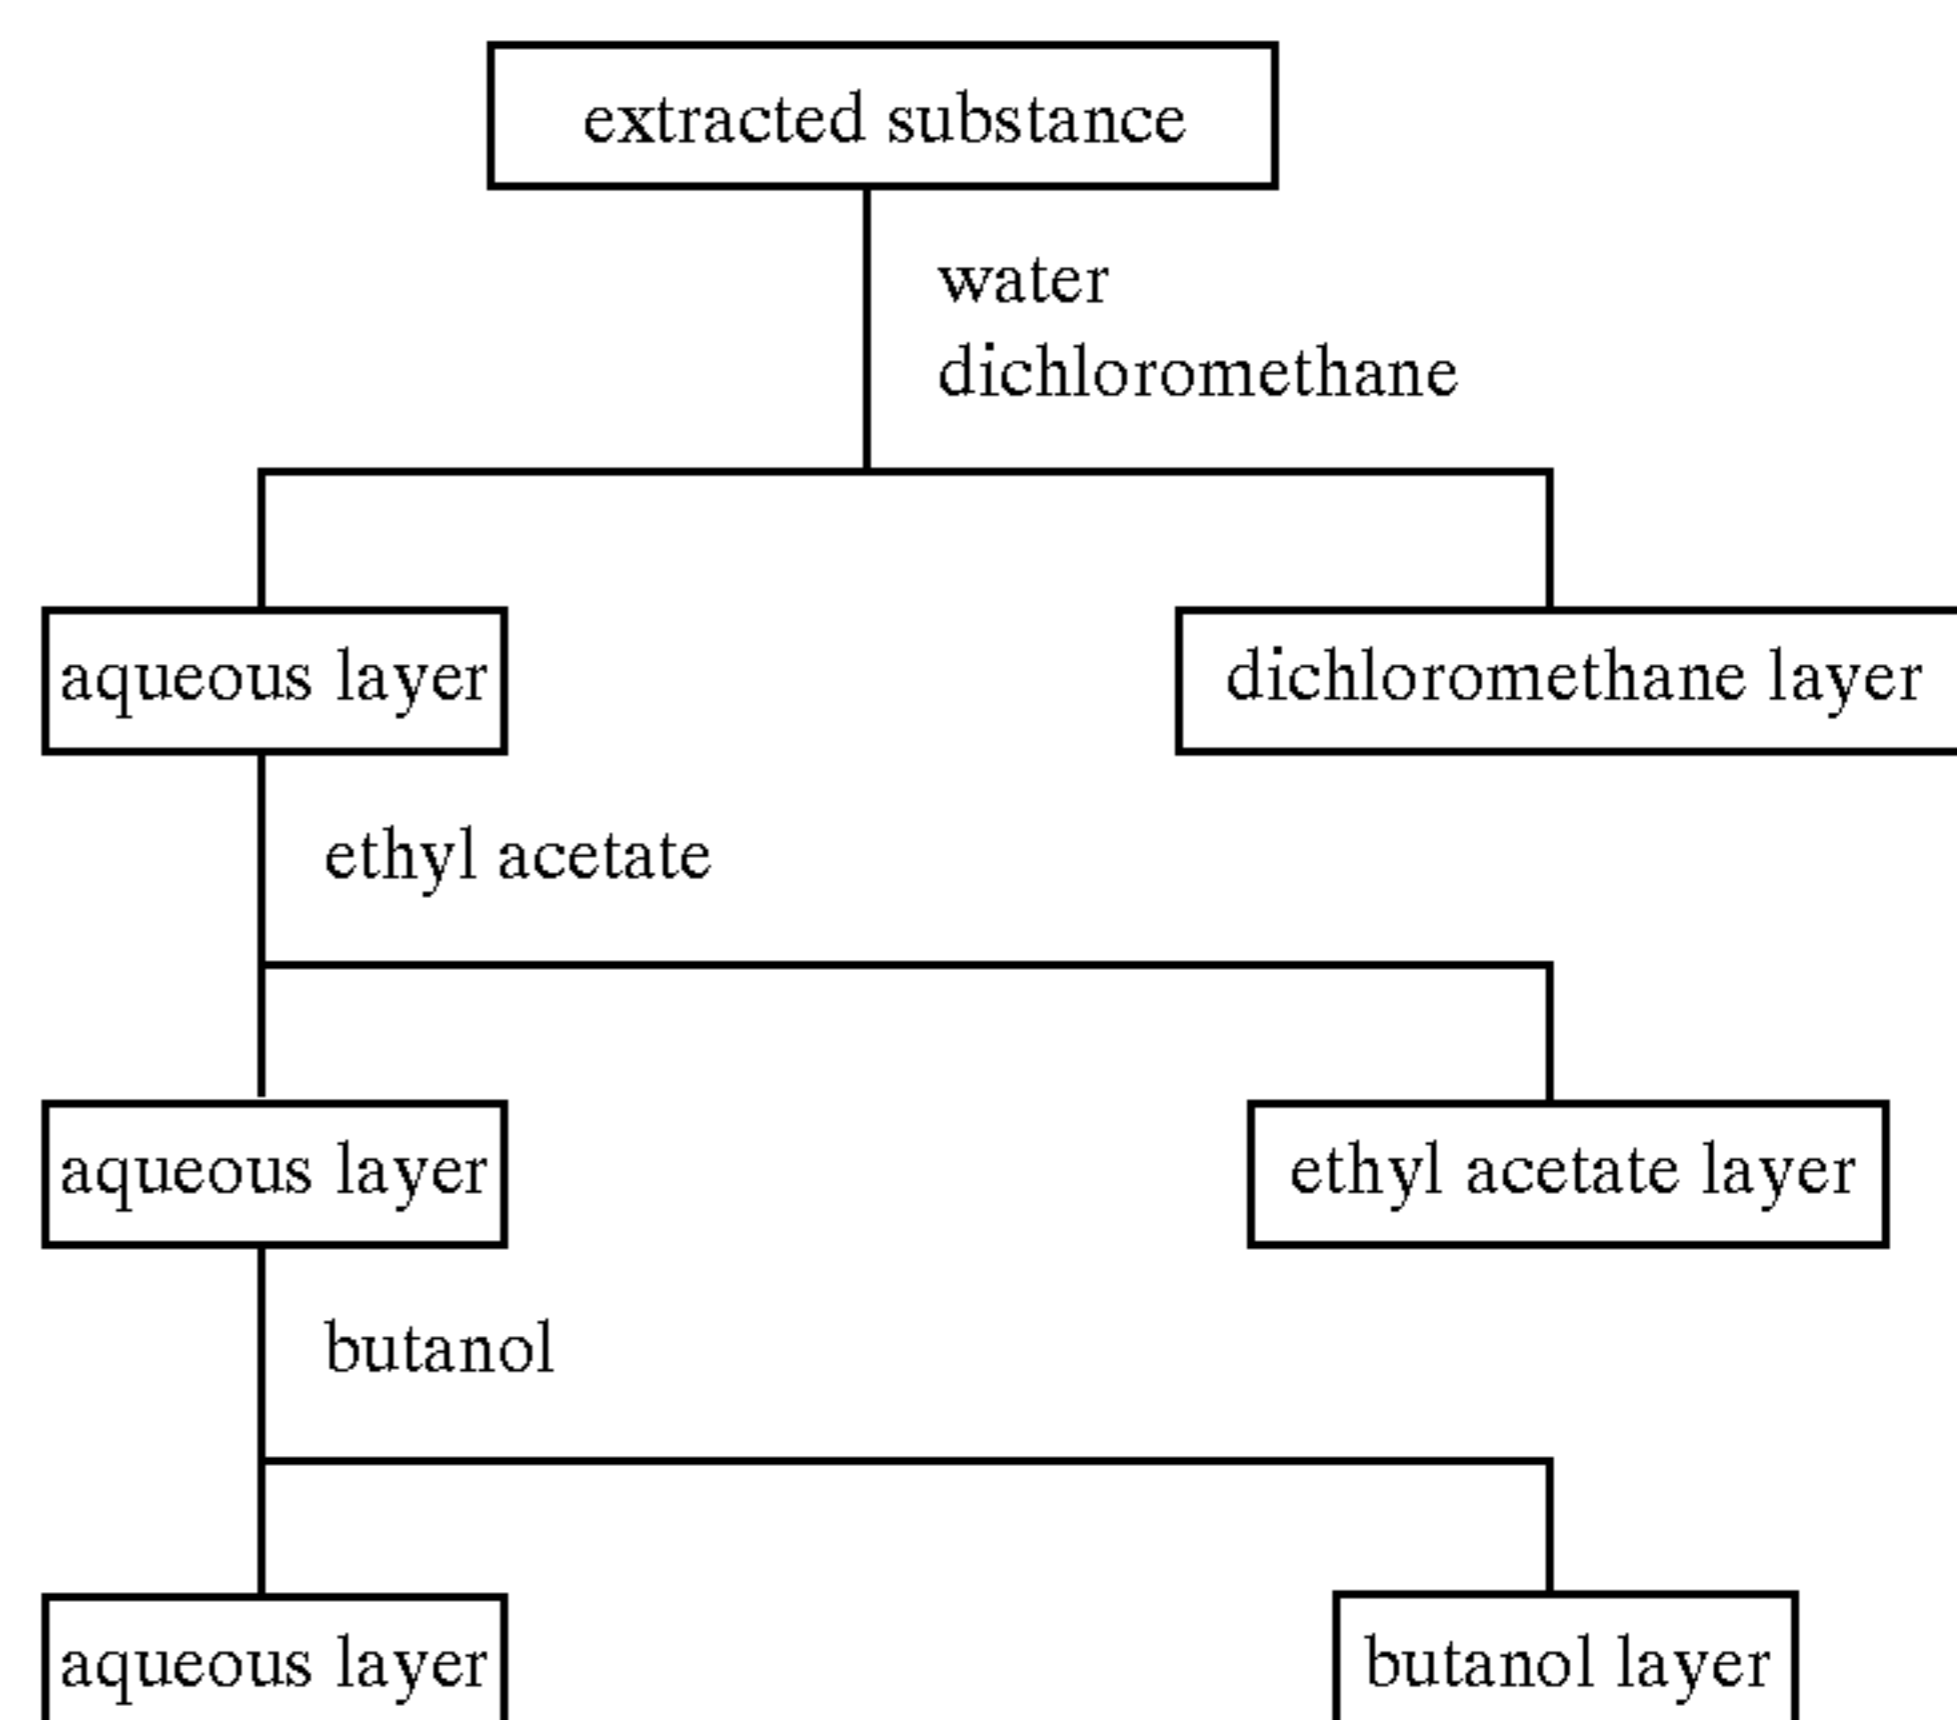 extracted substance
water
dichloromethane
aqueous layer
dichloromethane layer
ethyl acetate
aqueous layer
ethyl acetate layer
butanol
aqueous layer
butanol layer